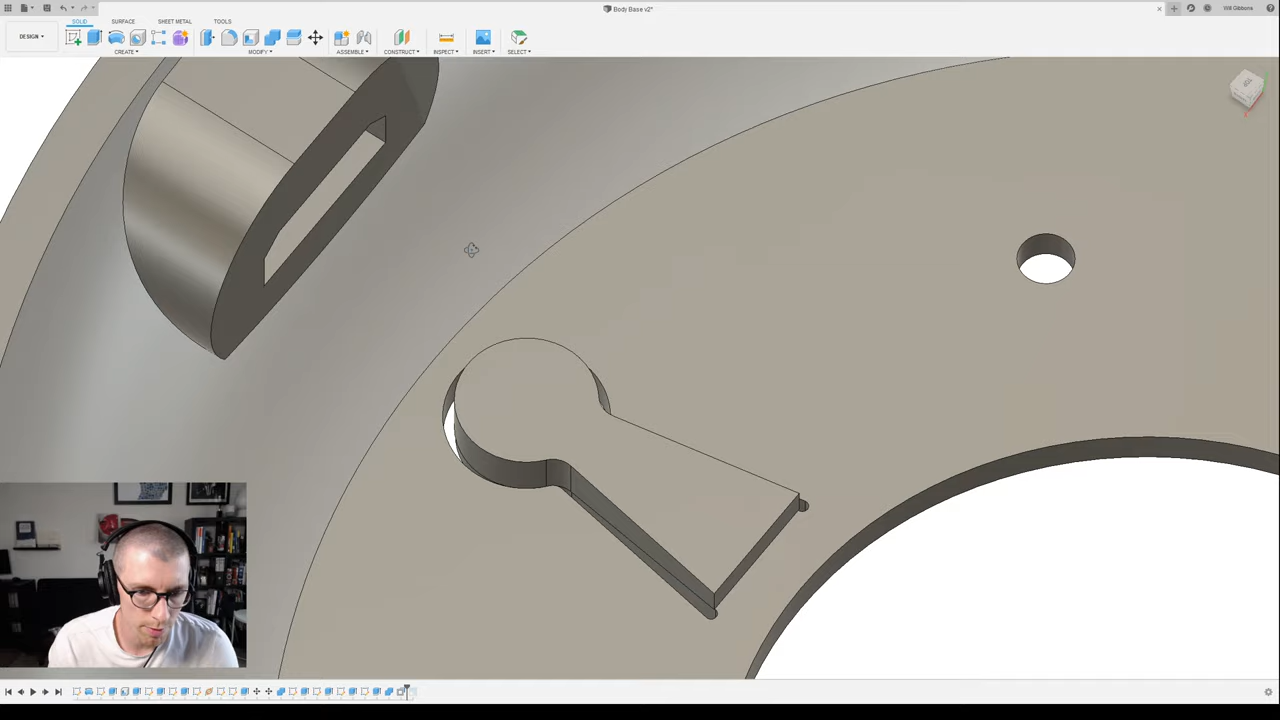 Body Base v2*
Will Gibbons
SOLID
SURFACE
SHEET METAL
TOOLS
DESIGN
CREATE
MODIFY
ASSEMBLE
CONSTRUCT
INSPECT
INSERT
SELECT